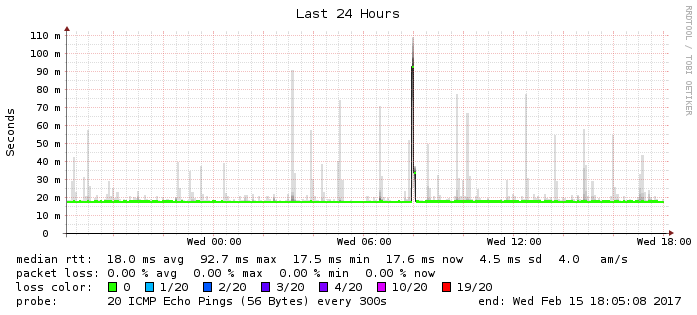 Last 24 Hours
RRDTOOL / TOBI OETIKER
Seconds
110 m
100 m
90 m
80 m
70 m
60 m
50 m
40 m
30 m
20 m
10 m
0
Wed 00:00 Wed 06:00 Wed 12:00 Wed 18:00
median rtt: 18.0 ms avg 92.7 ms max 17.5 ms min 17.6 ms now 4.5 ms sd 4.0 am/s
packet loss: 0.00 % avg 0.00 % max 0.00 % min 0.00 % now
loss color: 0 1/20 2/20 3/20 4/20 10/20 19/20
probe: 20 ICMP Echo Pings (56 Bytes) every 300s end: Wed Feb 15 18:05:08 2017